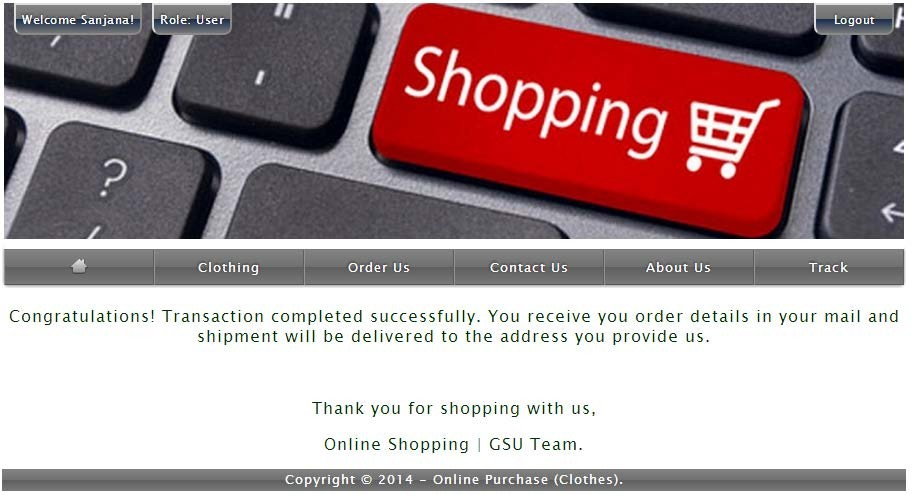 Welcome Sanjana! Role: User Logout
Shopping
?
Clothing Order Us Contact Us About Us Track
Congratulations! Transaction completed successfully. You receive you order details in your mail and
shipment will be delivered to the address you provide us.
Thank you for shopping with us,
Online Shopping | GSU Team.
Copyright © 2014 - Online Purchase (Clothes).